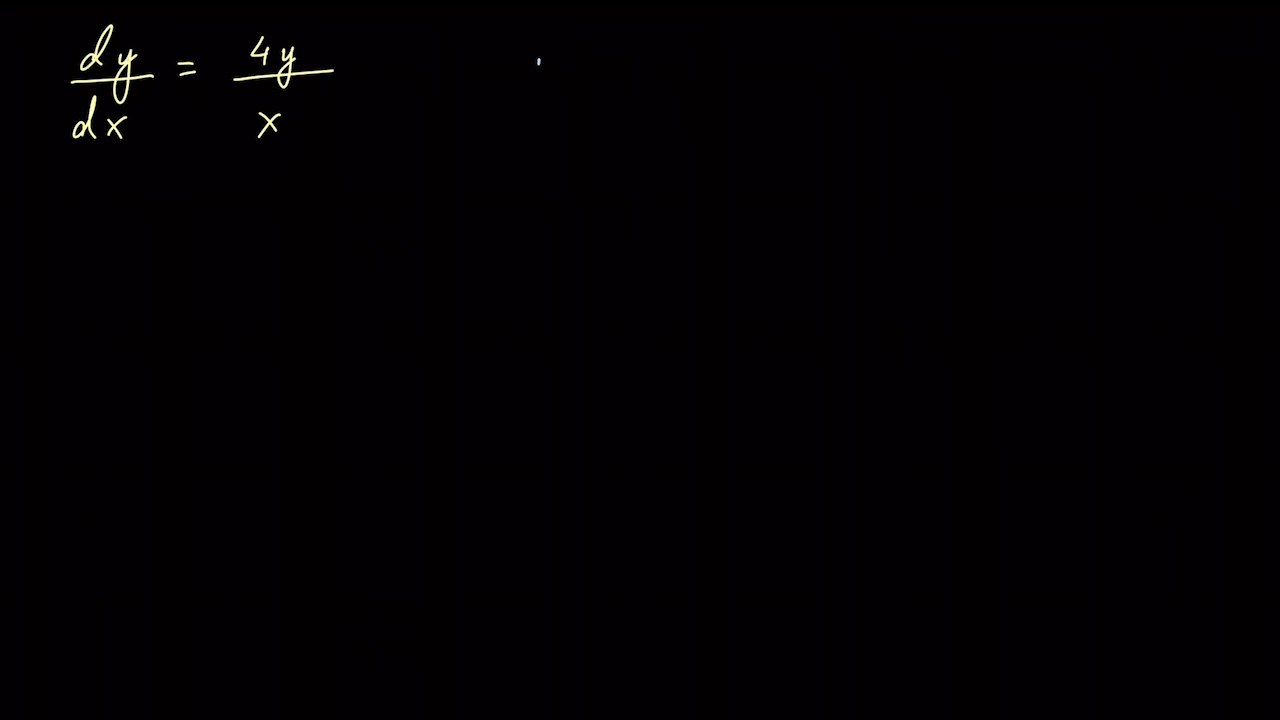 dy/dx = 4y/x